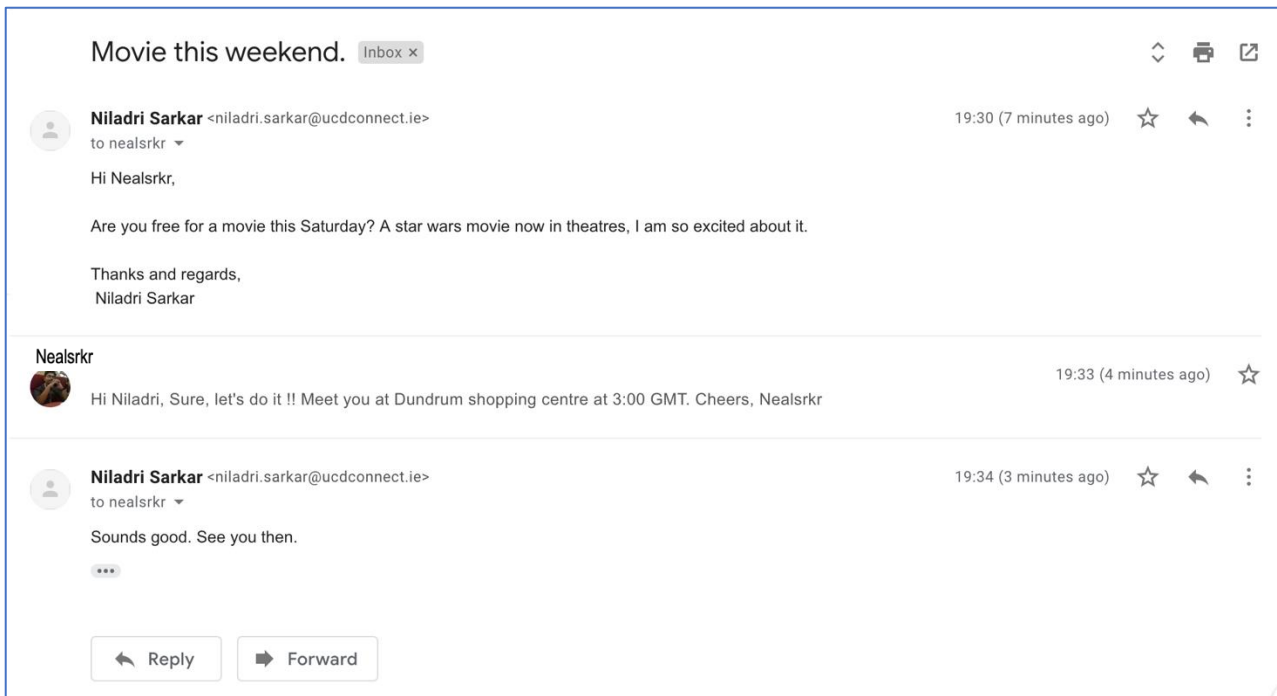 Movie this weekend. Inbox ×
Niladri Sarkar <niladri.sarkar@ucdconnect.ie> 19:30 (7 minutes ago)
to nealsrkr
Hi Nealsrkr,
Are you free for a movie this Saturday? A star wars movie now in theatres, I am so excited about it.
Thanks and regards,
Niladri Sarkar
Nealsrkr
19:33 (4 minutes ago)
Hi Niladri, Sure, let's do it !! Meet you at Dundrum shopping centre at 3:00 GMT. Cheers, Nealsrkr
Niladri Sarkar <niladri.sarkar@ucdconnect.ie> 19:34 (3 minutes ago)
to nealsrkr
Sounds good. See you then.
Reply Forward